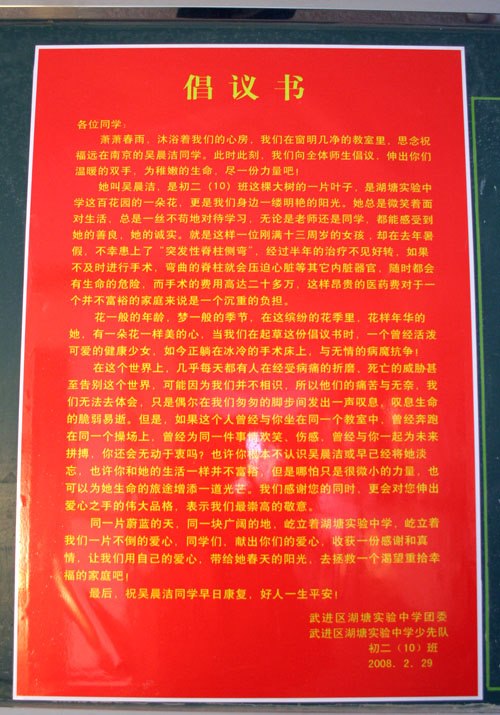 倡议书
各位同学：
萧萧春雨，沐浴着我们的心房，我们在窗明几净的教室里，思念祝
福远在南京的吴晨洁同学。此时此刻，我们向全体师生倡议，伸出你们
温暖的双手，为稚嫩的生命，尽一份力量吧！
她叫吴晨洁，是初二（10）班这棵大树的一片叶子，是湖塘实验中
学这百花园的一朵花，更是我们身边一缕明艳的阳光。她总是微笑着面
对生活，总是一丝不苟地对待学习，无论是老师还是同学，都能感受到
她的善良，她的诚实。就是这样一位刚满十三周岁的女孩，却在去年暑
假，不幸患上了“突发性脊柱侧弯”，经过半年的治疗不见好转，如果
不及时进行手术，弯曲的脊柱就会压迫心脏等其它内脏器官，随时都会
有生命的危险，而手术的费用高达二十多万，这样昂贵的医药费对于一
个并不富裕的家庭来说是一个沉重的负担。
花一般的年龄，梦一般的季节，在这缤纷的花季里，花样年华的
她，有一朵花一样美的心，当我们在起草这份倡议书时，一个曾经活泼
可爱的健康少女，如今正躺在冰冷的手术床上，与无情的病魔抗争！
在这个世界上，几乎每天都有人在经受病痛的折磨，死亡的威胁甚
至告别这个世界，可能因为我们并不相识，所以他们的痛苦与无奈，我
们无法去体会，只是偶尔在我们匆匆的脚步间发出一声叹息，叹息生命
的脆弱易逝。但是，如果这个人曾经与你坐在同一个教室中，曾经奔跑
在同一个操场上，曾经为同一件事情欢笑、伤感，曾经与你一起为未来
拼搏，你还会无动于衷吗？也许你根本不认识吴晨洁或早已经将她淡
忘，也许你和她的生活一样并不富裕，但是哪怕只是很微小的力量，也
可以为她生命的旅途增添一道光芒。我们感谢您的同时，更会对您伸出
爱心之手的伟大品格，表示我们最崇高的敬意。
同一片蔚蓝的天，同一块广阔的地，屹立着湖塘实验中学，屹立着
我们一片不倒的爱心，同学们，献出你们的爱心，收获一份感谢和真
情，让我们用自己的爱心，带给她春天的阳光，去拯救一个渴望重拾幸
福的家庭吧！
最后，祝吴晨洁同学早日康复，好人一生平安！
武进区湖塘实验中学团委
武进区湖塘实验中学少先队
初二（10）班
2008．2．29